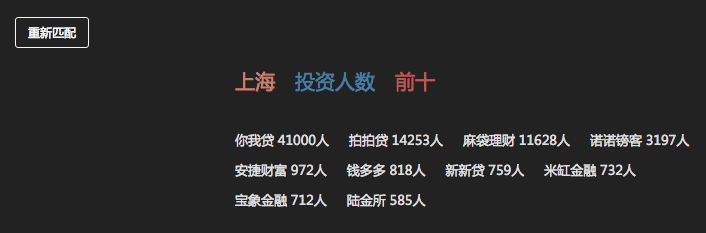 重新匹配
上海 投资人数 前十
你我贷 41000人 拍拍贷 14253人 麻袋理财 11628人 诺诺镑客 3197人
安捷财富 972人 钱多多 818人 新新贷 759人 米缸金融 732人
宝象金融 712人 陆金所 585人